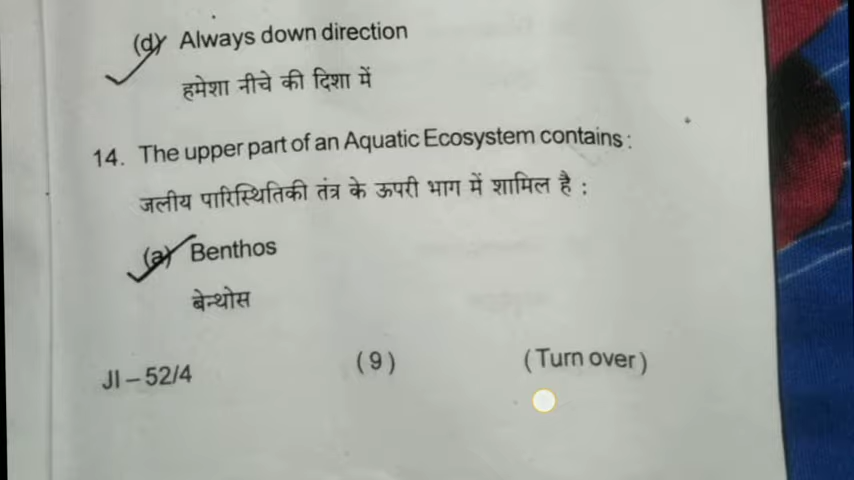 (d) Always down direction
हमेशा नीचे की दिशा में
14. The upper part of an Aquatic Ecosystem contains :
जलीय पारिस्थितिकी तंत्र के ऊपरी भाग में शामिल है :
(a) Benthos
बेन्थोस
JI – 52/4 (9) (Turn over)